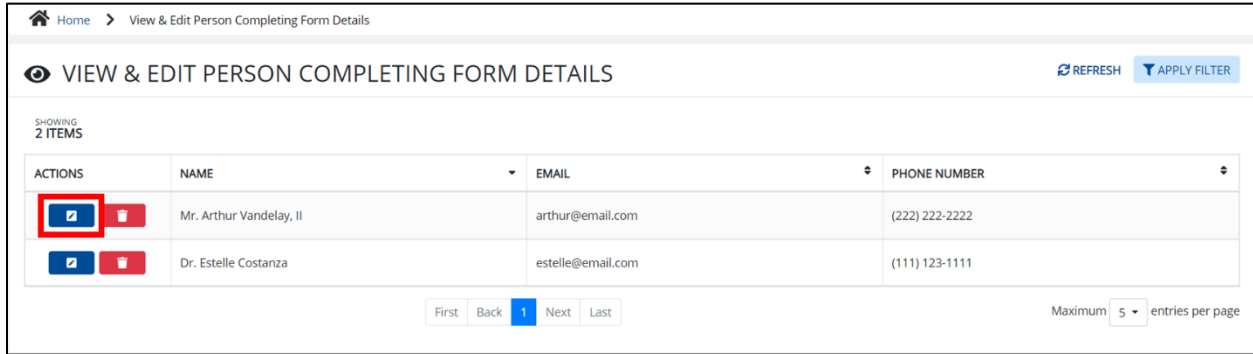 Home > View & Edit Person Completing Form Details
VIEW & EDIT PERSON COMPLETING FORM DETAILS
REFRESH APPLY FILTER
SHOWING
2 ITEMS
ACTIONS NAME EMAIL PHONE NUMBER
Mr. Arthur Vandelay, II arthur@email.com (222) 222-2222
Dr. Estelle Costanza estelle@email.com (111) 123-1111
First Back 1 Next Last Maximum 5 entries per page